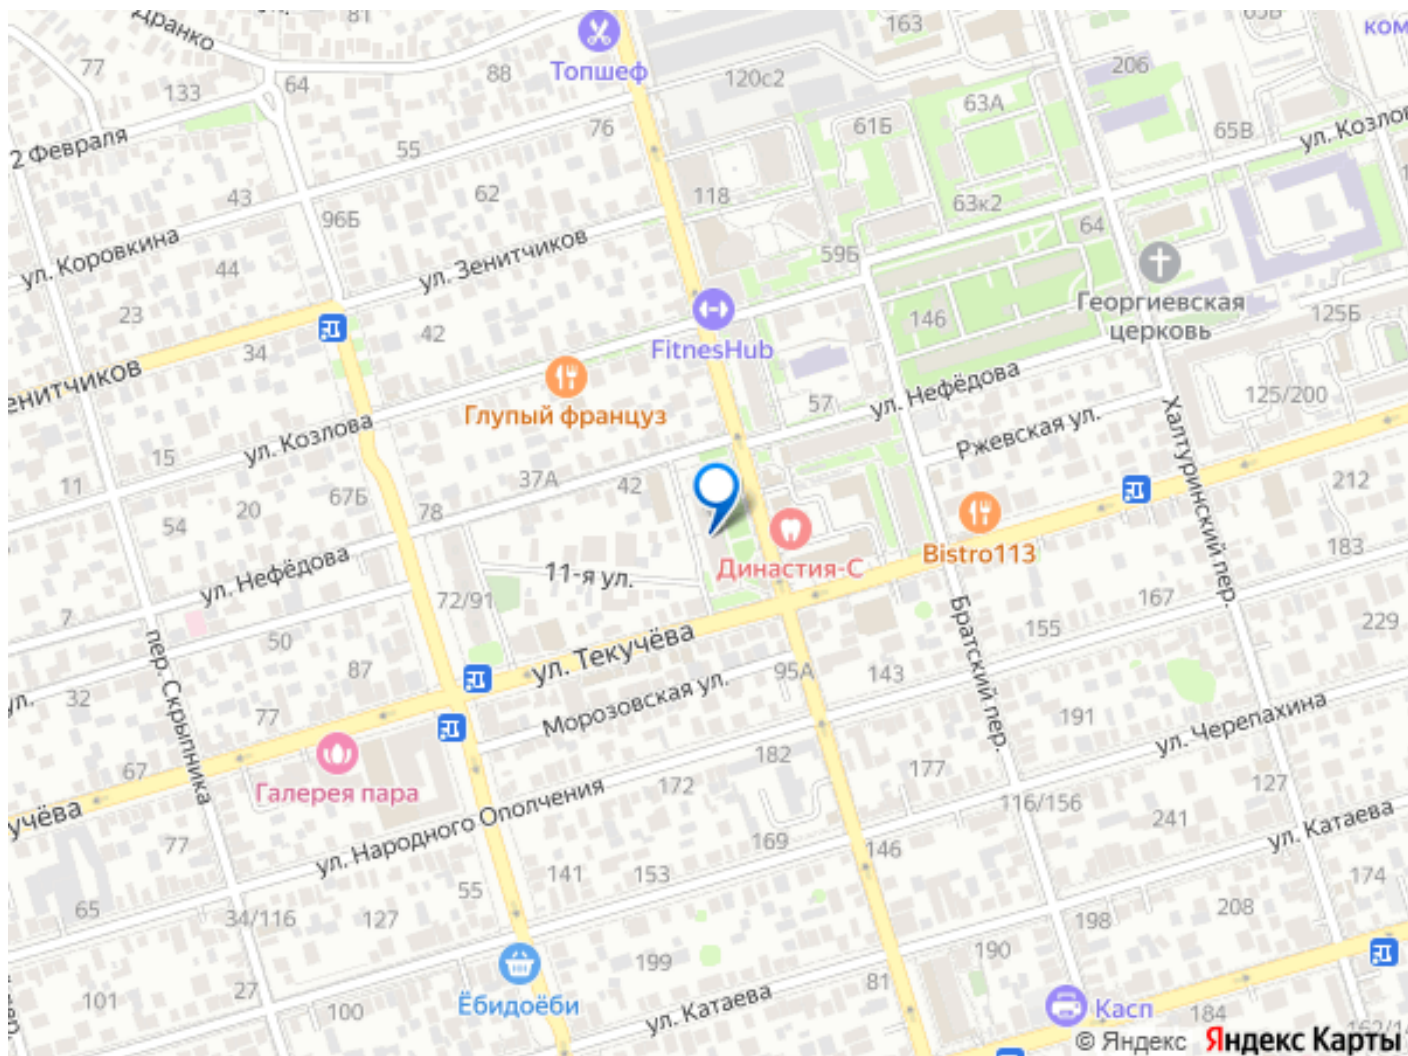 Дранко
81
163
65В
КОМ
Топшеф
77
64
88
120с2
206
133
63А
2 Февраля
76
61Б
65В
ул. Козлов
55
43
62
118
63к2
96Б
64
ул. Коровкина
ул. Зенитчиков
59Б
44
Георгиевская
церковь
23
42
146
125Б
34
FitnesHub
енитчиков
Глупый француз
57
ул. Нефёдова
125/200
ул. Козлова
Ржевская ул.
Халтуринский пер.
15
11
37А
42
212
20
67Б
78
54
Династия-С
Bistro113
183
ул. Нефёдова
11-я ул.
72/91
167
7
Братский пер.
155
229
50
пер. Скрыпника
ул. Текучёва
87
95А
143
32
ул.
Морозовская ул.
77
191
ул. Черепахина
67
182
177
127
Галерея пара
172
116/156
учёва
ул. Народного Ополчения
241
ул. Катаева
77
169
146
141
153
174
55
65
34/116
127
198
208
190
199
81
27
101
100
Ёбидоёби
ул. Катаева
Касп
184
© Яндекс Яндекс Карты